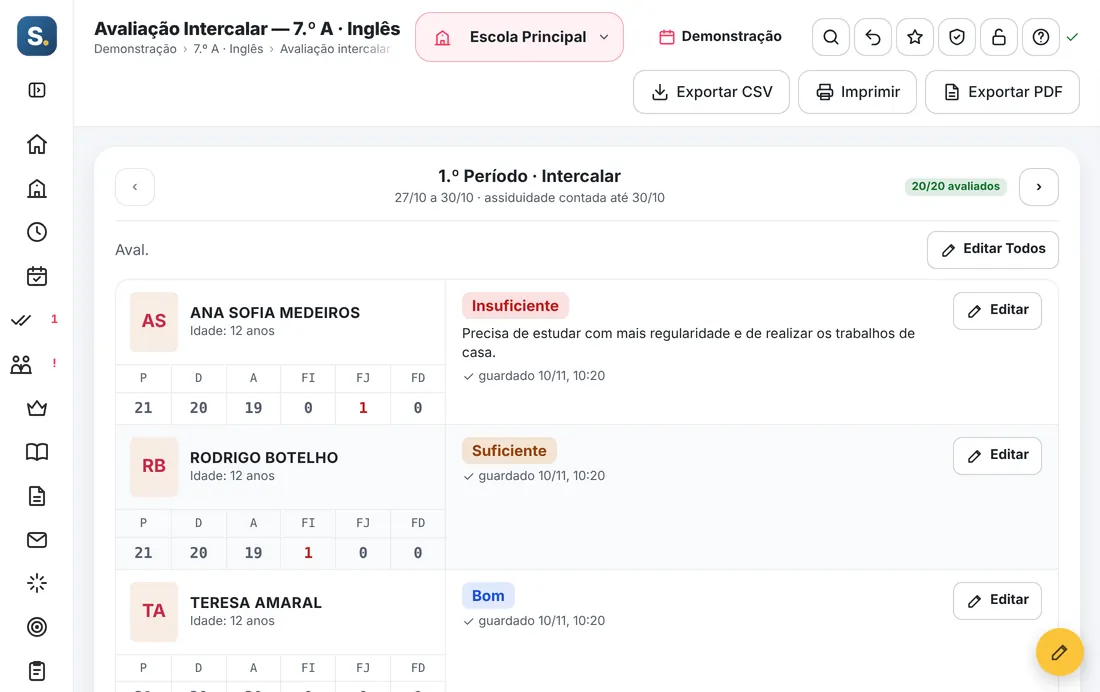 S.
Avaliação Intercalar — 7.º A · Inglês
Demonstração › 7.º A · Inglês › Avaliação intercalar
Escola Principal
Demonstração
Exportar CSV
Imprimir
Exportar PDF
1
!
1.º Período · Intercalar
27/10 a 30/10 · assiduidade contada até 30/10
20/20 avaliados
Aval.
Editar Todos
AS
ANA SOFIA MEDEIROS
Idade: 12 anos
P D A FI FJ FD
21 20 19 0 1 0
Insuficiente
Precisa de estudar com mais regularidade e de realizar os trabalhos de
casa.
guardado 10/11, 10:20
Editar
RB
RODRIGO BOTELHO
Idade: 12 anos
P D A FI FJ FD
21 20 19 1 0 0
Suficiente
guardado 10/11, 10:20
Editar
TA
TERESA AMARAL
Idade: 12 anos
P D A FI FJ FD
Bom
guardado 10/11, 10:20
Editar